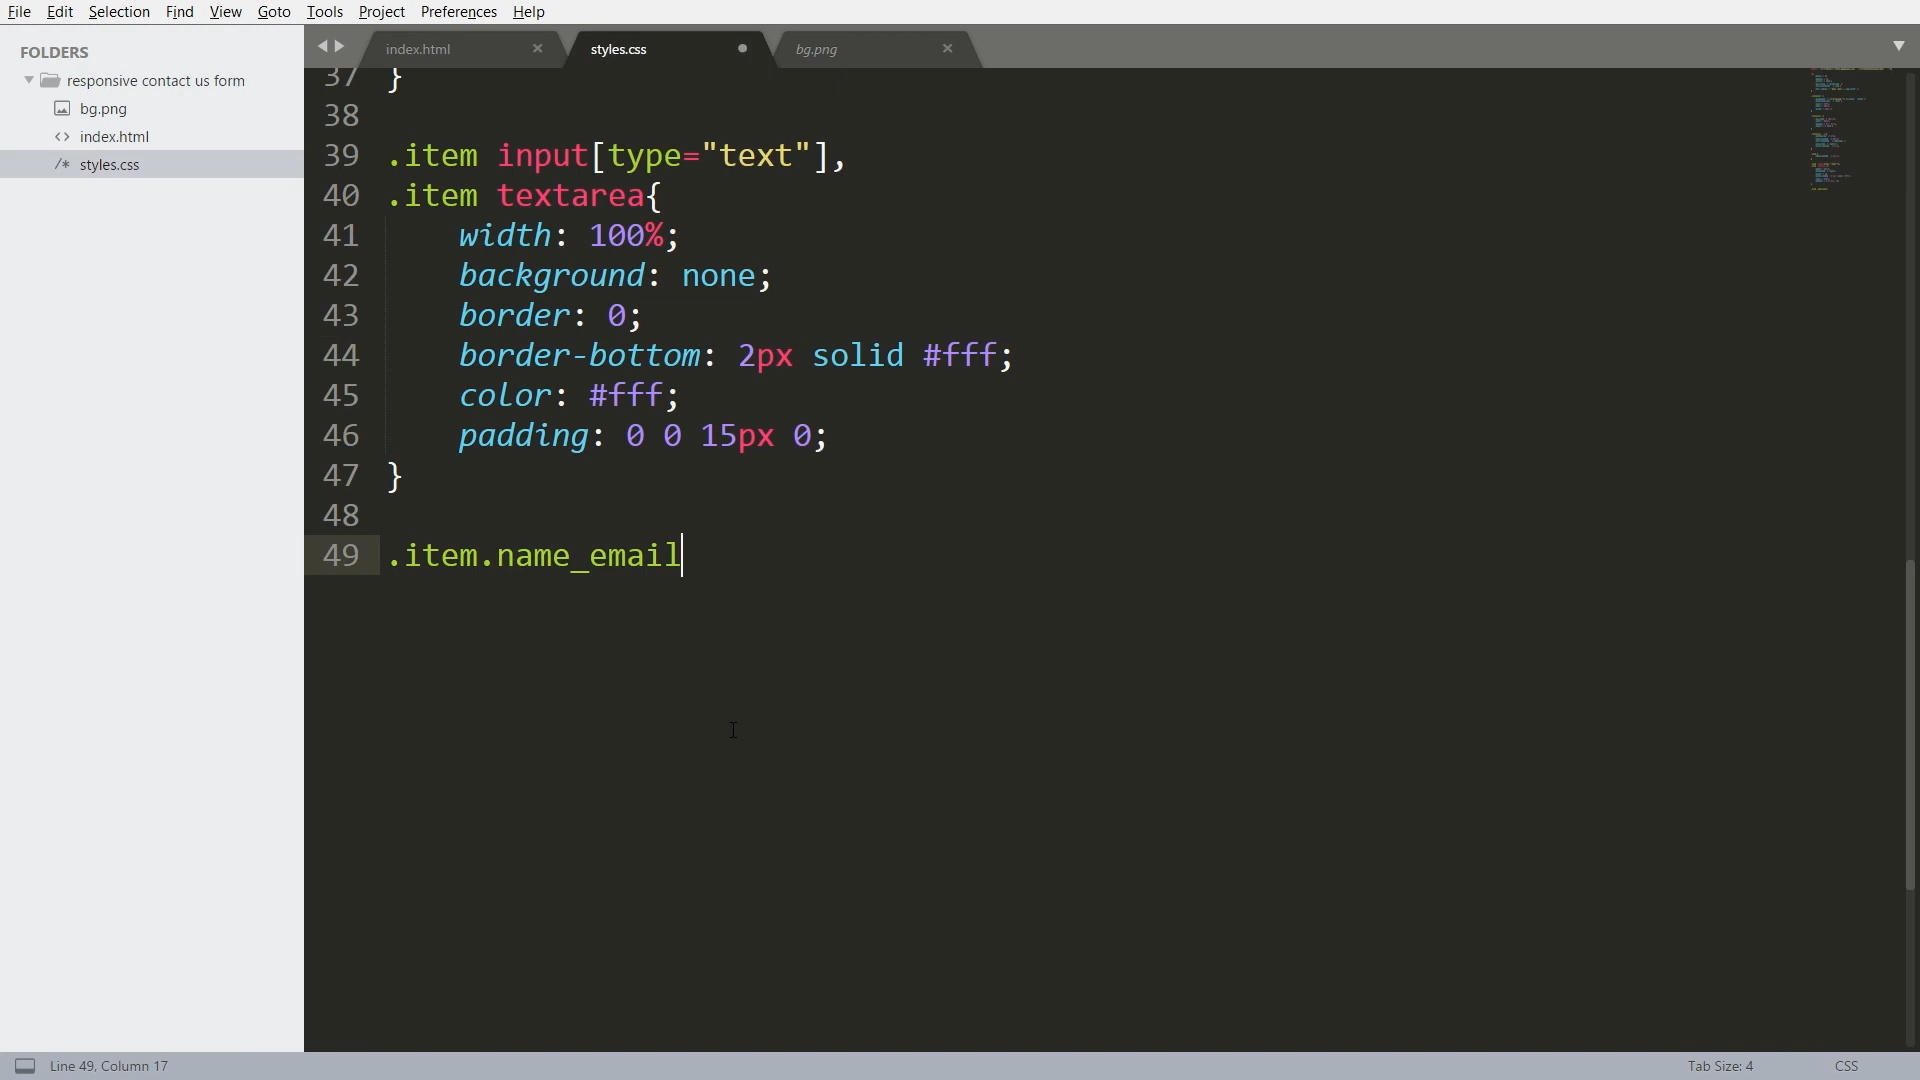 File Edit Selection Find View Goto Tools Project Preferences Help
FOLDERS
responsive contact us form
bg.png
index.html
styles.css
index.html styles.css bg.png
37 }
38
39 .item input[type="text"],
40 .item textarea{
41 width: 100%;
42 background: none;
43 border: 0;
44 border-bottom: 2px solid #fff;
45 color: #fff;
46 padding: 0 0 15px 0;
47 }
48
49 .item.name_email
Line 49, Column 17 Tab Size: 4 CSS